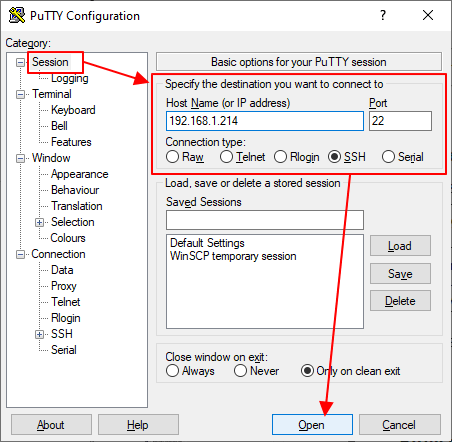 PuTTY Configuration
Category:
Session
Logging
Terminal
Keyboard
Bell
Features
Window
Appearance
Behaviour
Translation
Selection
Colours
Connection
Data
Proxy
Telnet
Rlogin
SSH
Serial
Basic options for your PuTTY session
Specify the destination you want to connect to
Host Name (or IP address) Port
192.168.1.214 22
Connection type:
Raw Telnet Rlogin SSH Serial
Load, save or delete a stored session
Saved Sessions
Default Settings
WinSCP temporary session
Load
Save
Delete
Close window on exit:
Always Never Only on clean exit
About Help Open Cancel